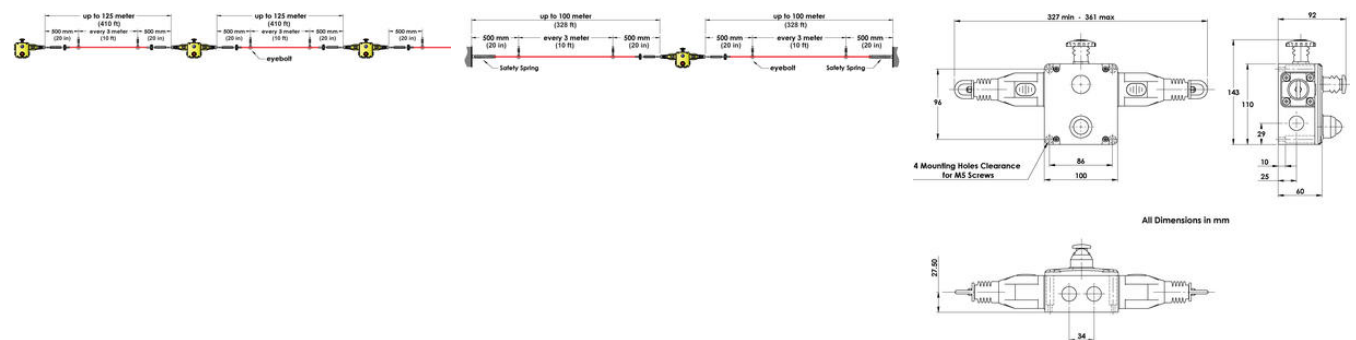 up to 125 meter
(410 ft)
500 mm
(20 in)
every 3 meter
(10 ft)
500 mm
(20 in)
up to 125 meter
(410 ft)
500 mm
(20 in)
every 3 meter
(10 ft)
500 mm
(20 in)
500 mm
(20 in)
eyebolt
up to 100 meter
(328 ft)
500 mm
(20 in)
every 3 meter
(10 ft)
500 mm
(20 in)
Safety Spring
up to 100 meter
(328 ft)
500 mm
(20 in)
every 3 meter
(10 ft)
500 mm
(20 in)
eyebolt
Safety Spring
327 min - 361 max
96
4 Mounting Holes Clearance
for M5 Screws
86
100
92
143
110
29
10
25
60
All Dimensions in mm
27.50
34